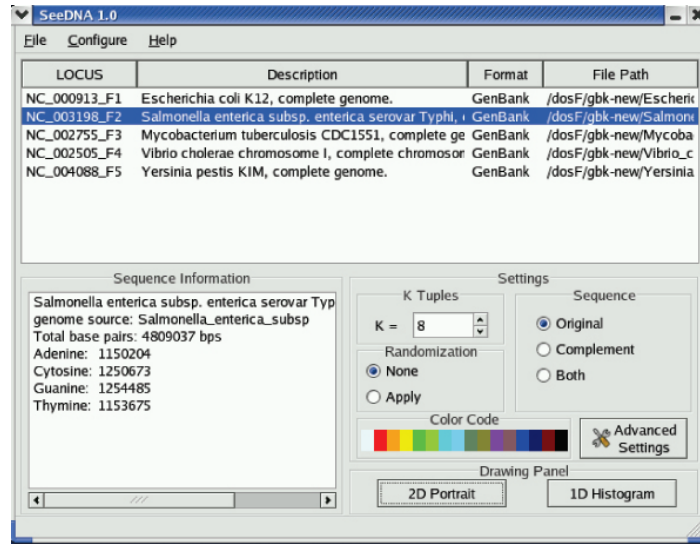 SeeDNA 1.0
File Configure Help
LOCUS Description Format File Path
NC_000913_F1 Escherichia coli K12, complete genome. GenBank /dosF/gbk-new/Escheric
NC_003198_F2 Salmonella enterica subsp. enterica serovar Typhi, GenBank /dosF/gbk-new/Salmone
NC_002755_F3 Mycobacterium tuberculosis CDC1551, complete ge GenBank /dosF/gbk-new/Mycoba
NC_002505_F4 Vibrio cholerae chromosome I, complete chromosor GenBank /dosF/gbk-new/Vibrio_c
NC_004088_F5 Yersinia pestis KIM, complete genome. GenBank /dosF/gbk-new/Yersinia
Sequence Information
Salmonella enterica subsp. enterica serovar Typ
genome source: Salmonella_enterica_subsp
Total base pairs: 4809037 bps
Adenine: 1150204
Cytosine: 1250673
Guanine: 1254485
Thymine: 1153675
Settings
K Tuples
K = 8
Randomization
None
Apply
Sequence
Original
Complement
Both
Color Code
Advanced
Settings
Drawing Panel
2D Portrait 1D Histogram